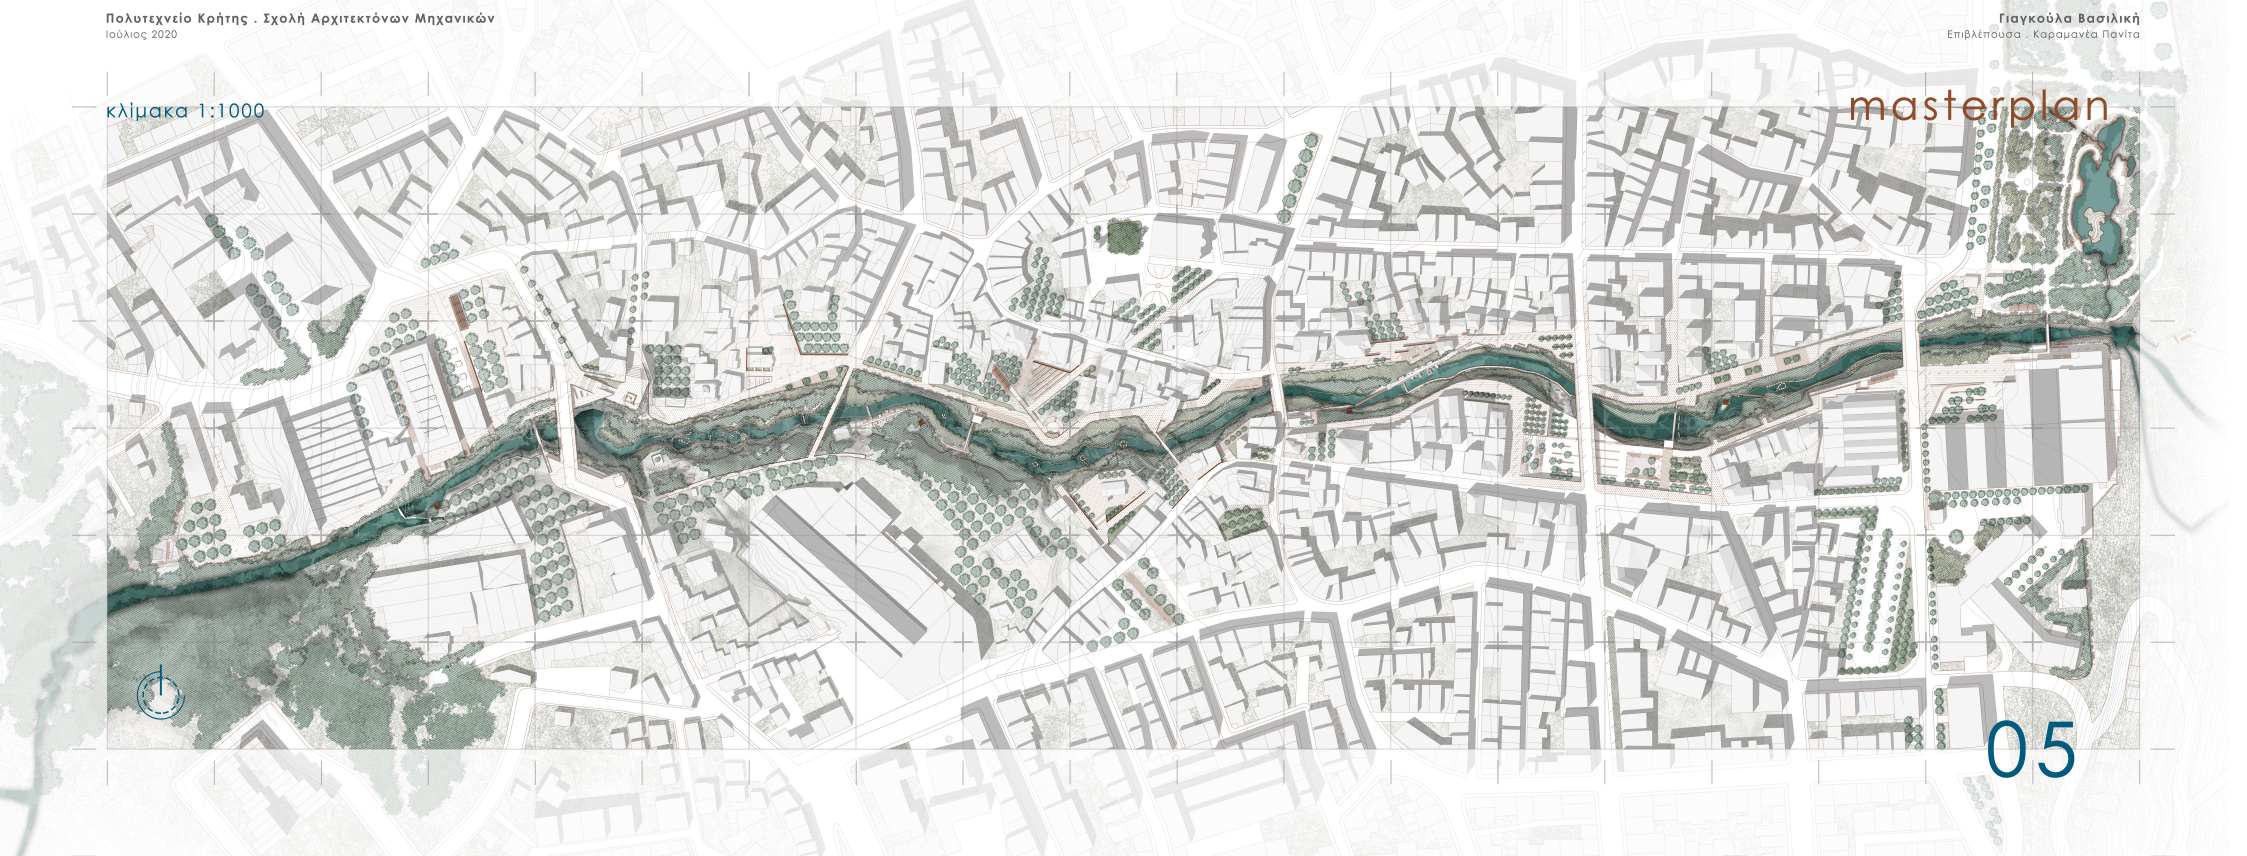 Πολυτεχνείο Κρήτης . Σχολή Αρχιτεκτόνων Μηχανικών
Ιούλιος 2020
Γιαγκούλα Βασιλική
Επιβλέπουσα . Καραμανέα Πανίτα
κλίμακα 1:1000
masterplan
05